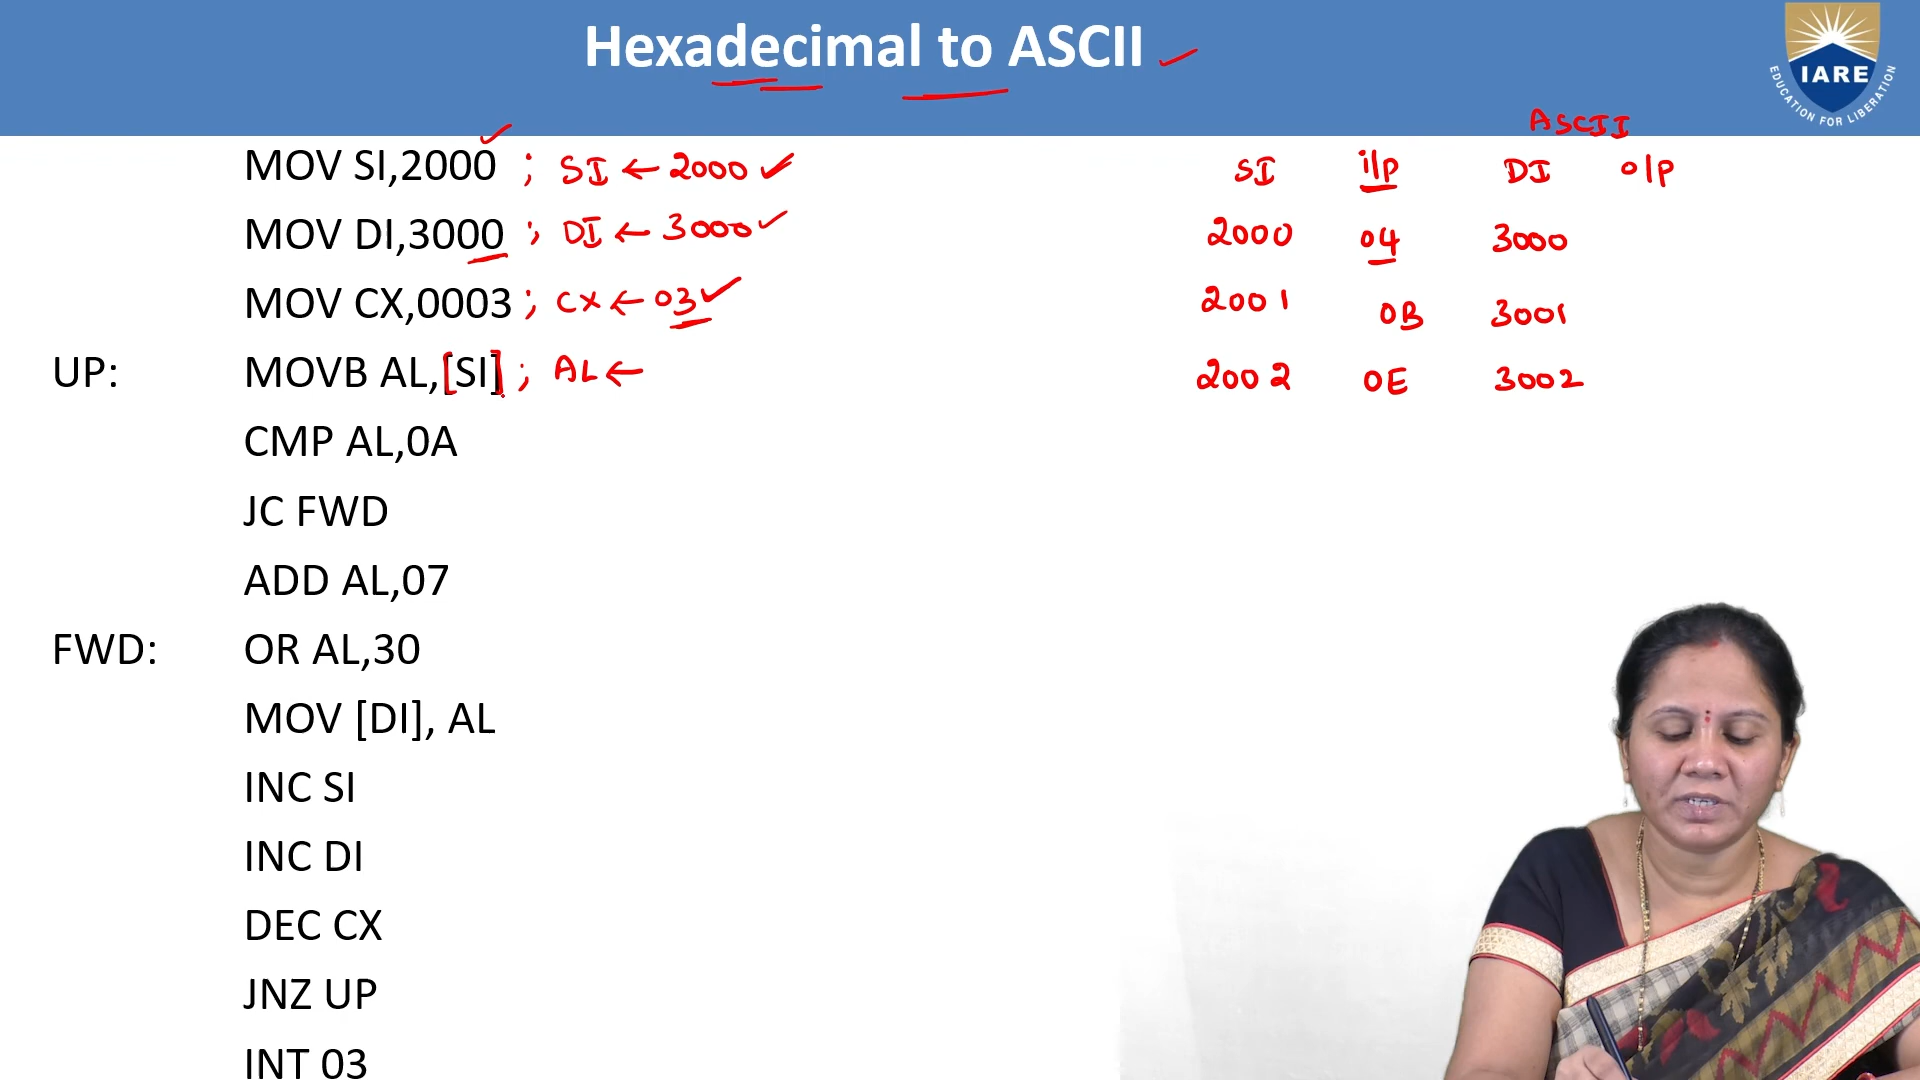 Hexadecimal to ASCII
IARE
EDUCATION FOR LIBERATION
ASCII
SI i/p DI o/p
MOV SI,2000 ; SI ← 2000
2000 04 3000
MOV DI,3000 ; DI ← 3000
2001 0B 3001
MOV CX,0003 ; CX ← 03
2002 0E 3002
UP: MOVB AL,[SI] ; AL ←
CMP AL,0A
JC FWD
ADD AL,07
FWD: OR AL,30
MOV [DI], AL
INC SI
INC DI
DEC CX
JNZ UP
INT 03